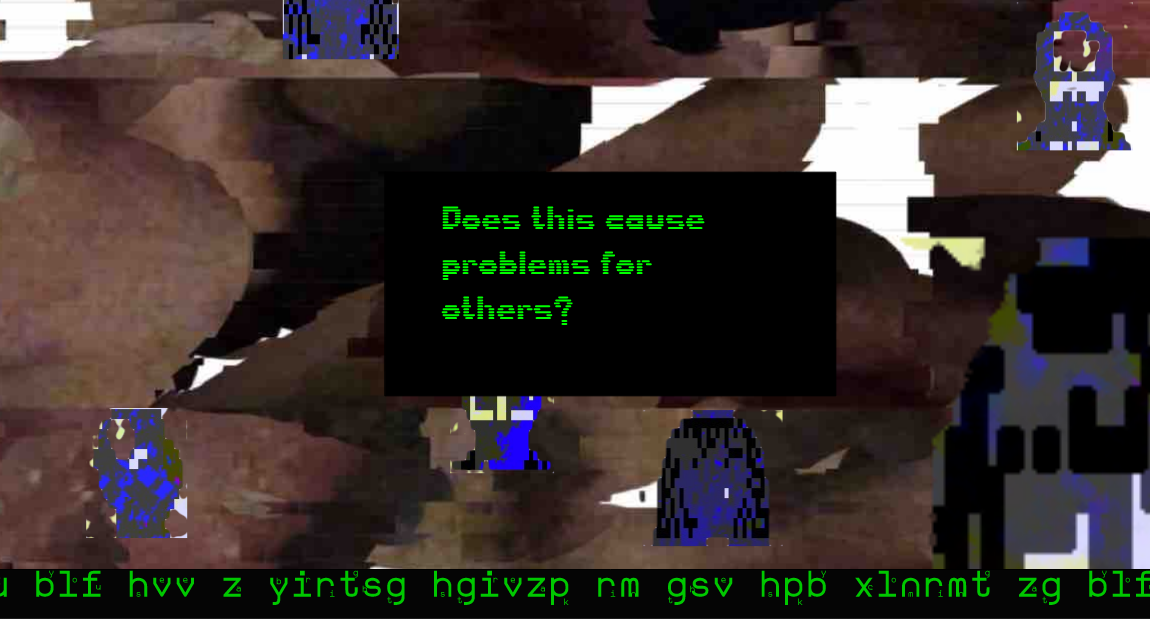 Does this cause
problems for
others?
u blf hvv z yirtsg hgivzp rm gsv hpb xlnrmt zg blf